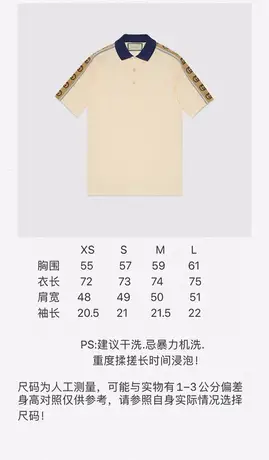 XS S M L
胸围 55 57 59 61
衣长 72 73 74 75
肩宽 48 49 50 51
袖长 20.5 21 21.5 22
PS:建议干洗.忌暴力机洗.
重度揉搓长时间浸泡!
尺码为人工测量，可能与实物有1–3公分偏差
身高对照仅供参考，请参照自身实际情况选择
尺码!